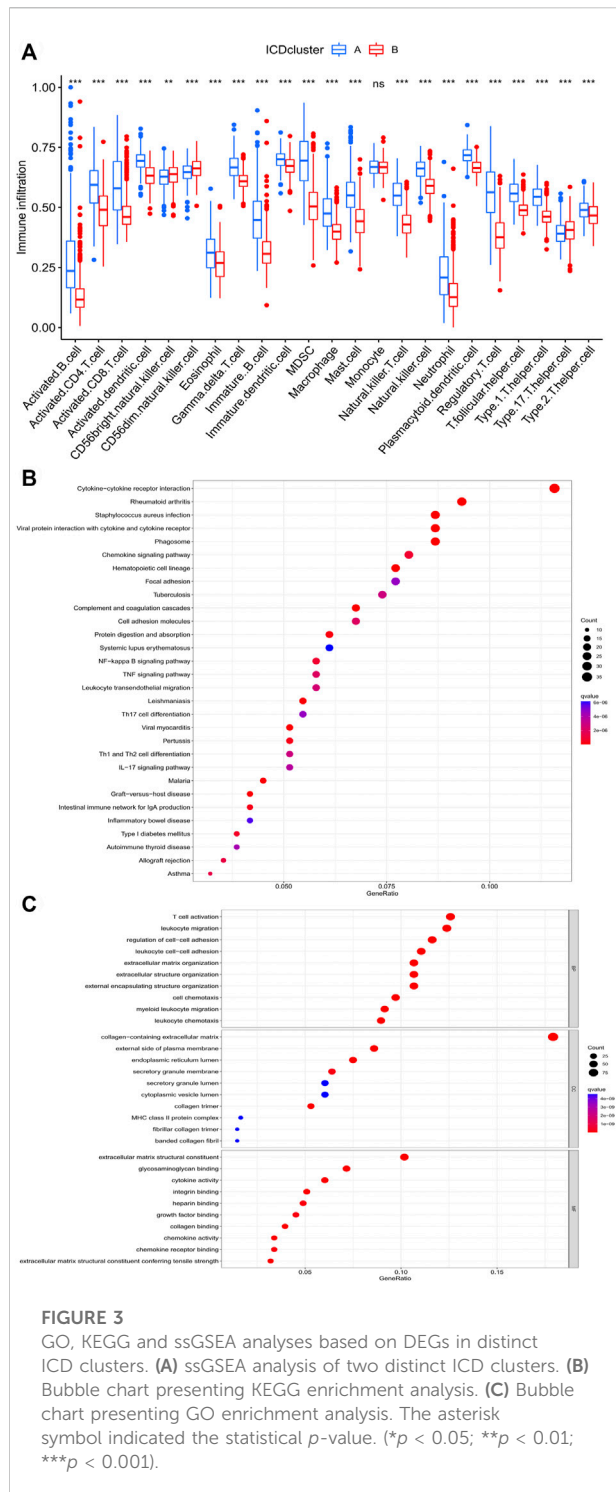 A
ICDcluster A B
*** *** *** *** ** *** *** *** *** *** *** *** *** ns *** *** *** *** *** *** *** *** ***
1.00
0.75
0.50
0.25
0.00
Immune infiltration
Activated.B.cell
Activated.CD4.T.cell
Activated.CD8.T.cell
Activated.dendritic.cell
CD56bright.natural.killer.cell
CD56dim.natural.killer.cell
Eosinophil
Gamma.delta.T.cell
Immature..B.cell
Immature.dendritic.cell
MDSC
Macrophage
Mast.cell
Monocyte
Natural.killer.T.cell
Natural.killer.cell
Neutrophil
Plasmacytoid.dendritic.cell
Regulatory.T.cell
T.follicular.helper.cell
Type.1.T.helper.cell
Type.17.T.helper.cell
Type.2.T.helper.cell
B
Cytokine-cytokine receptor interaction
Rheumatoid arthritis
Staphylococcus aureus infection
Viral protein interaction with cytokine and cytokine receptor
Phagosome
Chemokine signaling pathway
Hematopoietic cell lineage
Focal adhesion
Tuberculosis
Complement and coagulation cascades
Cell adhesion molecules
Protein digestion and absorption
Systemic lupus erythematosus
NF-kappa B signaling pathway
TNF signaling pathway
Leukocyte transendothelial migration
Leishmaniasis
Th17 cell differentiation
Viral myocarditis
Pertussis
Th1 and Th2 cell differentiation
IL-17 signaling pathway
Malaria
Graft-versus-host disease
Intestinal immune network for IgA production
Inflammatory bowel disease
Type I diabetes mellitus
Autoimmune thyroid disease
Allograft rejection
Asthma
0.050 0.075 0.100
GeneRatio
Count
10
15
20
25
30
35
qvalue
6e-06
4e-06
2e-06
C
T cell activation
leukocyte migration
regulation of cell-cell adhesion
leukocyte cell-cell adhesion
extracellular matrix organization
extracellular structure organization
external encapsulating structure organization
cell chemotaxis
myeloid leukocyte migration
leukocyte chemotaxis
BP
collagen-containing extracellular matrix
external side of plasma membrane
endoplasmic reticulum lumen
secretory granule membrane
secretory granule lumen
cytoplasmic vesicle lumen
collagen trimer
MHC class II protein complex
fibrillar collagen trimer
banded collagen fibril
CC
extracellular matrix structural constituent
glycosaminoglycan binding
cytokine activity
integrin binding
heparin binding
growth factor binding
collagen binding
chemokine activity
chemokine receptor binding
extracellular matrix structural constituent conferring tensile strength
MF
0.05 0.10 0.15
GeneRatio
Count
25
50
75
qvalue
FIGURE 3
GO, KEGG and ssGSEA analyses based on DEGs in distinct
ICD clusters. (A) ssGSEA analysis of two distinct ICD clusters. (B)
Bubble chart presenting KEGG enrichment analysis. (C) Bubble
chart presenting GO enrichment analysis. The asterisk
symbol indicated the statistical p-value. (*p < 0.05; **p < 0.01;
***p < 0.001).